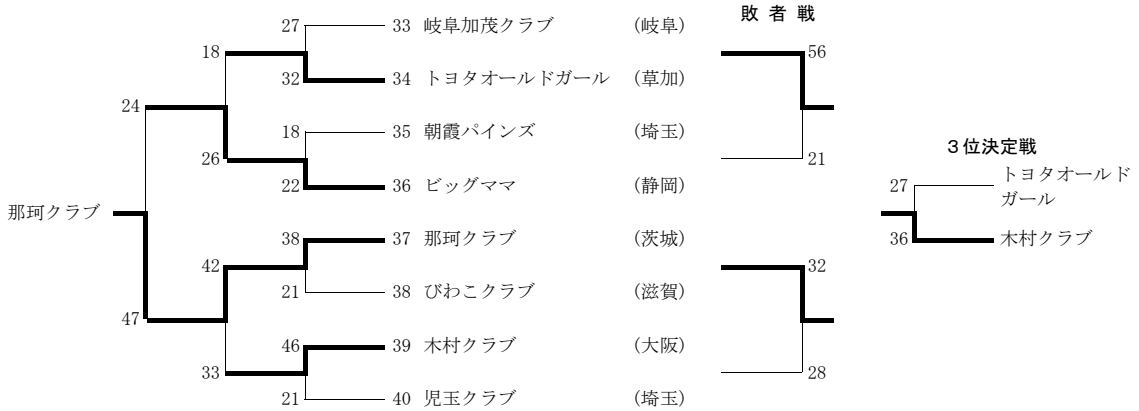 敗者戦
27 33 岐阜加茂クラブ (岐阜) 56
18
32 34 トヨタオールドガール (草加)
24
18 35 朝霞パインズ (埼玉)
26 21
22 36 ビッグママ (静岡)
3位決定戦
27 トヨタオールド
ガール
那珂クラブ
38 37 那珂クラブ (茨城)
36 木村クラブ
42 32
21 38 びわこクラブ (滋賀)
47
46 39 木村クラブ (大阪)
33 28
21 40 児玉クラブ (埼玉)